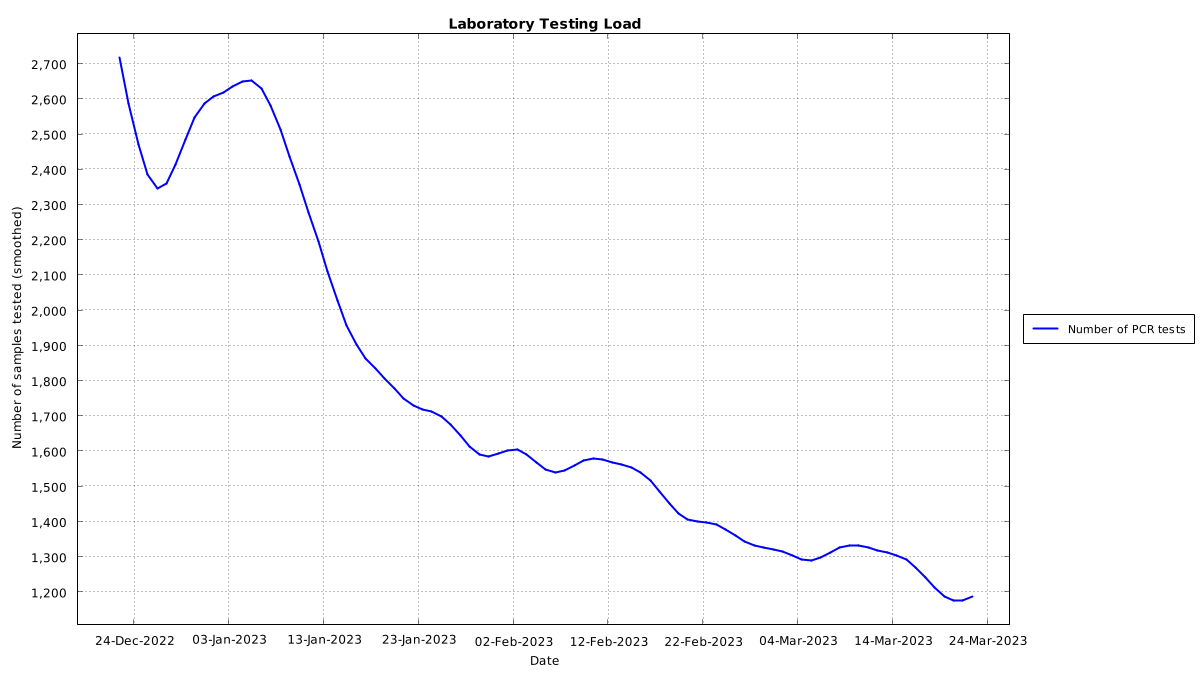 Laboratory Testing Load
2,700
2,600
2,500
2,400
2,300
2,200
2,100
2,000
1,900
1,800
1,700
1,600
1,500
1,400
1,300
1,200
Number of samples tested (smoothed)
24-Dec-2022
03-Jan-2023
13-Jan-2023
23-Jan-2023
02-Feb-2023
12-Feb-2023
22-Feb-2023
04-Mar-2023
14-Mar-2023
24-Mar-2023
Date
Number of PCR tests